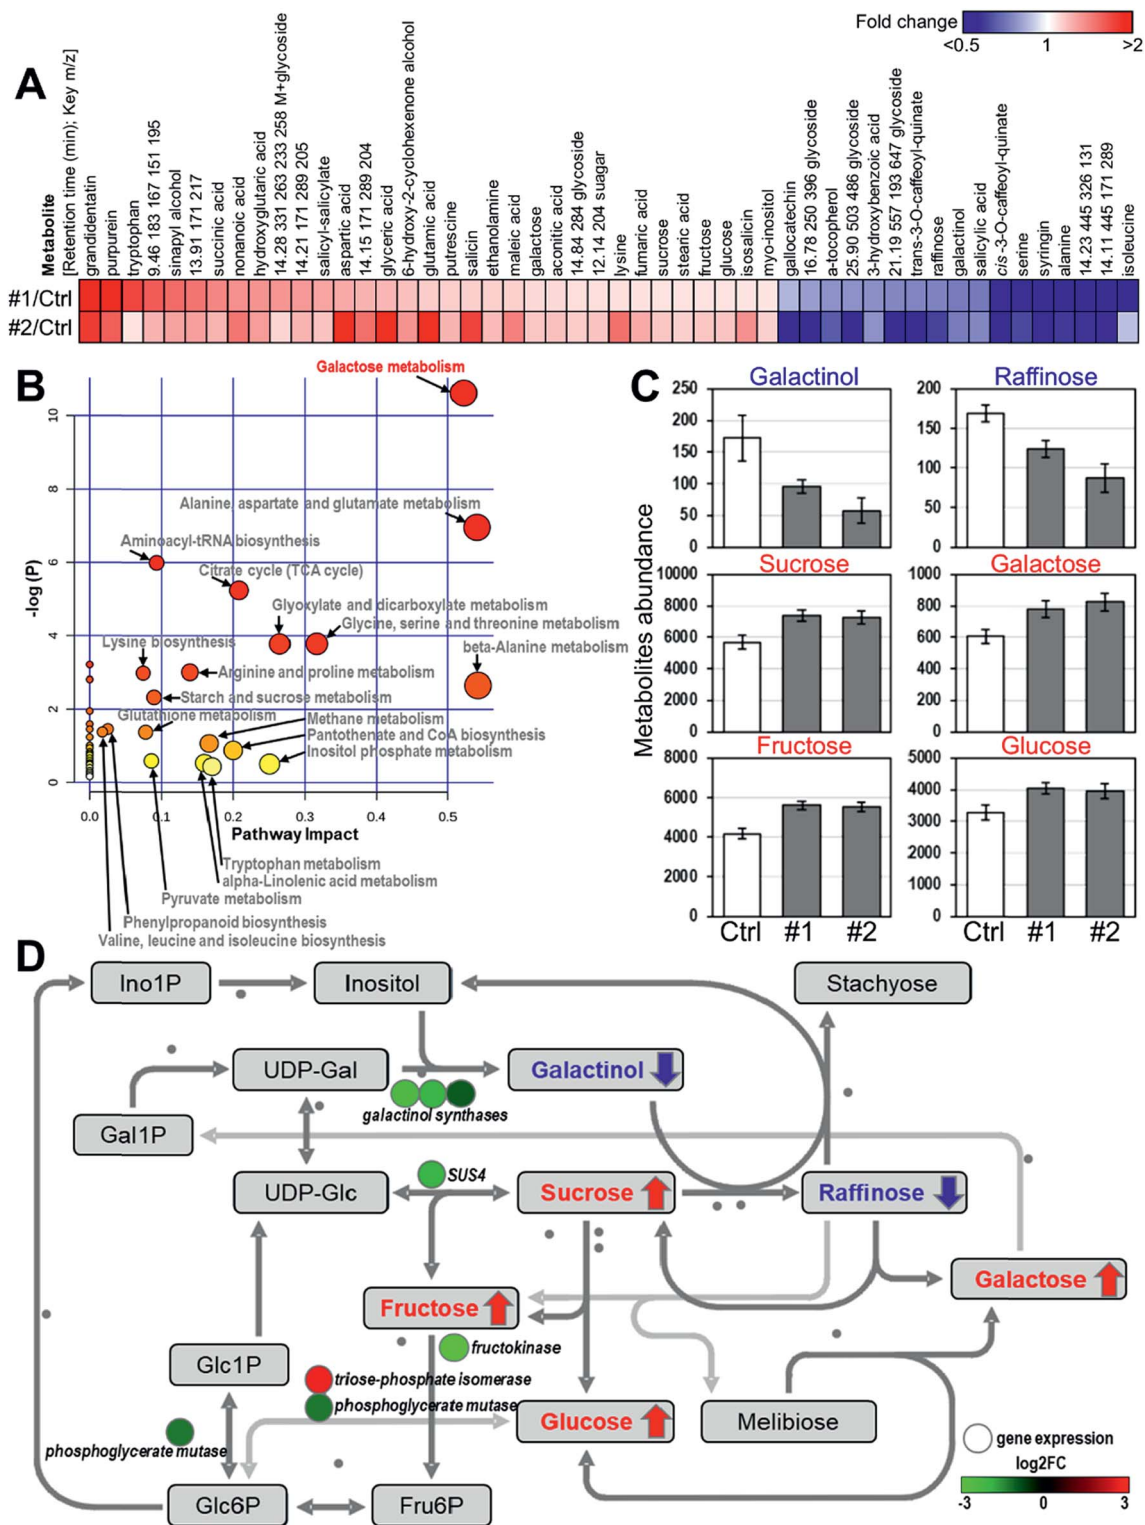 Fold change
<0.5 1 >2
A
Metabolite
[Retention time (min); Key m/z]
grandidentatin
purpurein
tryptophan
9.46 183 167 151 195
sinapyl alcohol
13.91 171 217
succinic acid
nonanoic acid
hydroxyglutaric acid
14.28 331 263 233 258 M+glycoside
14.21 171 289 205
salicyl-salicylate
aspartic acid
14.15 171 289 204
glyceric acid
6-hydroxy-2-cyclohexenone alcohol
glutamic acid
putrescine
salicin
ethanolamine
maleic acid
galactose
aconitic acid
14.84 284 glycoside
12.14 204 suagar
lysine
fumaric acid
sucrose
stearic acid
fructose
glucose
isosalicin
myo-inositol
gallocatechin
16.78 250 396 glycoside
a-tocopherol
25.90 503 486 glycoside
3-hydroxybenzoic acid
21.19 557 193 647 glycoside
trans-3-O-caffeoyl-quinate
raffinose
galactinol
salicylic acid
cis-3-O-caffeoyl-quinate
serine
syringin
alanine
14.23 445 326 131
14.11 445 171 289
isoleucine
#1/Ctrl
#2/Ctrl
B
Galactose metabolism
Alanine, aspartate and glutamate metabolism
Aminoacyl-tRNA biosynthesis
Citrate cycle (TCA cycle)
Glyoxylate and dicarboxylate metabolism
Glycine, serine and threonine metabolism
Lysine biosynthesis
beta-Alanine metabolism
Arginine and proline metabolism
Starch and sucrose metabolism
Glutathione metabolism
Methane metabolism
Pantothenate and CoA biosynthesis
Inositol phosphate metabolism
-log (P)
10
8
6
4
2
0
0.0 0.1 0.2 0.3 0.4 0.5
Pathway Impact
Tryptophan metabolism
alpha-Linolenic acid metabolism
Pyruvate metabolism
Phenylpropanoid biosynthesis
Valine, leucine and isoleucine biosynthesis
C
Metabolites abundance
Galactinol
250
200
150
100
50
0
Raffinose
200
150
100
50
0
Sucrose
10000
8000
6000
4000
2000
0
Galactose
1000
800
600
400
200
0
Fructose
8000
6000
4000
2000
0
Glucose
5000
4000
3000
2000
1000
0
Ctrl #1 #2 Ctrl #1 #2
D
Ino1P
Inositol
Stachyose
UDP-Gal
Galactinol
galactinol synthases
Gal1P
SUS4
UDP-Glc
Sucrose
Raffinose
Galactose
Fructose
fructokinase
Glc1P
triose-phosphate isomerase
phosphoglycerate mutase
Glucose
Melibiose
phosphoglycerate mutase
gene expression
log2FC
-3 0 3
Glc6P
Fru6P